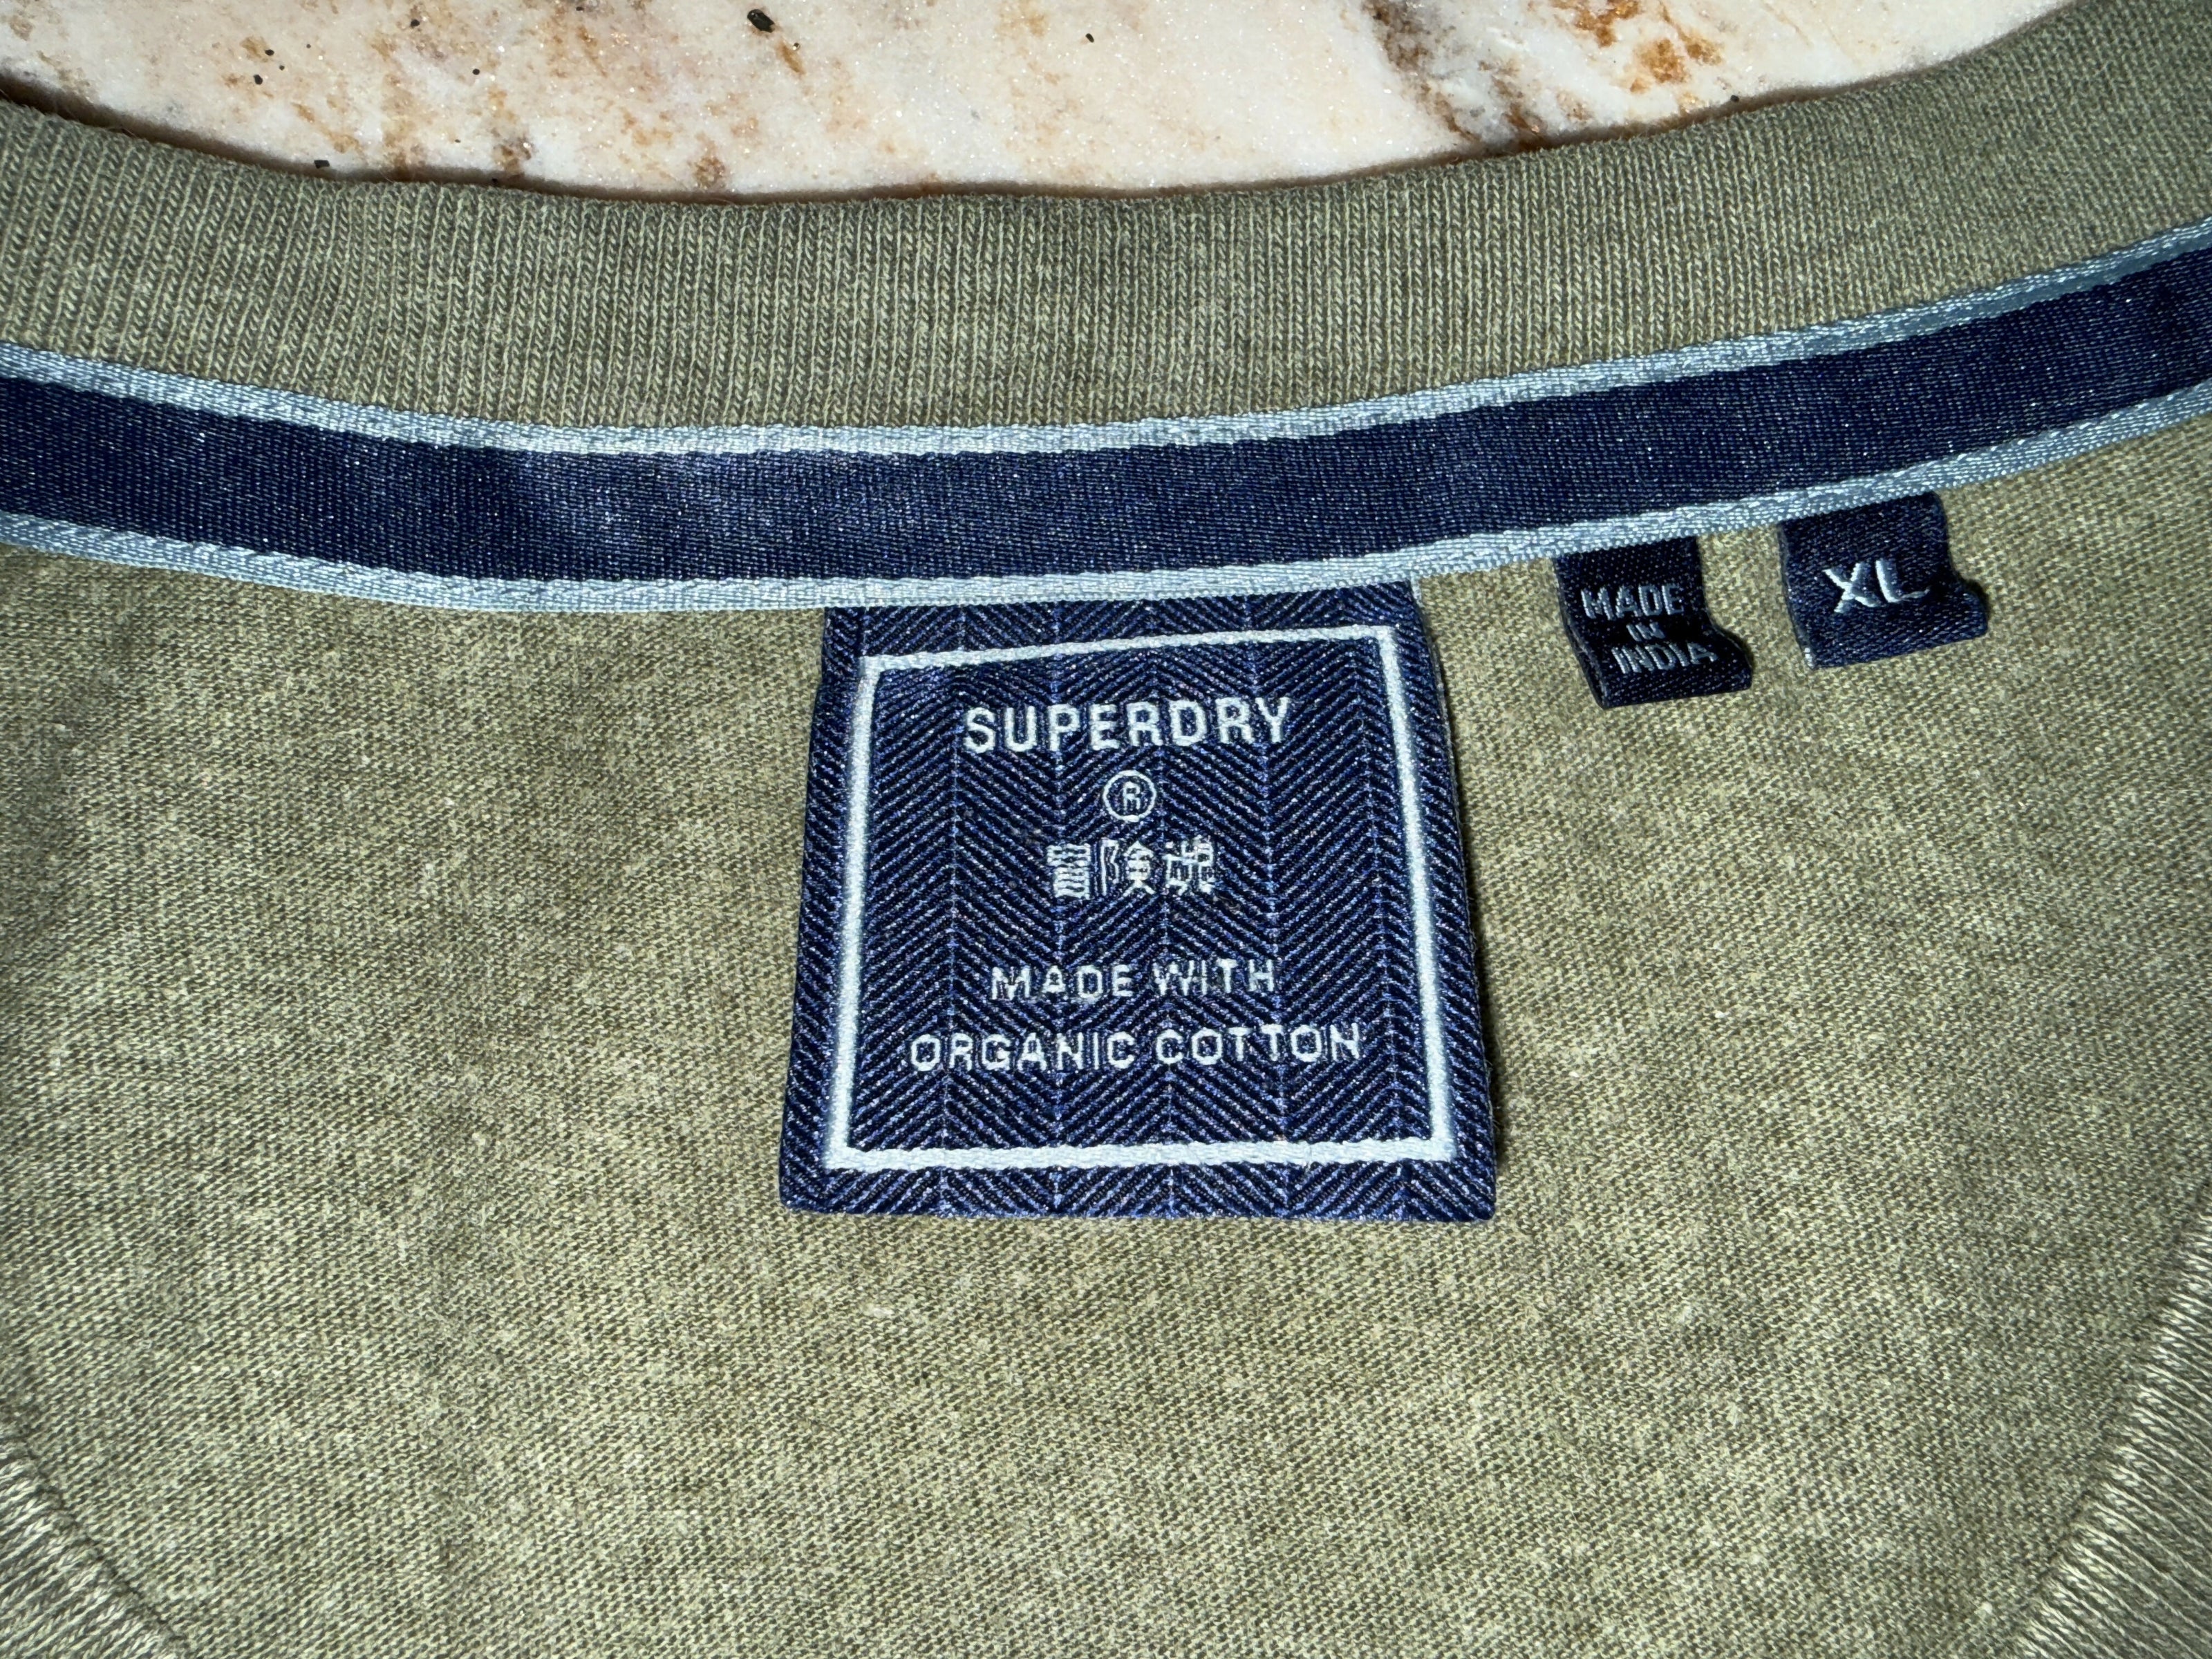 SUPERDRY
®
冒険魂
MADE WITH
ORGANIC COTTON
MADE
IN
INDIA
XL